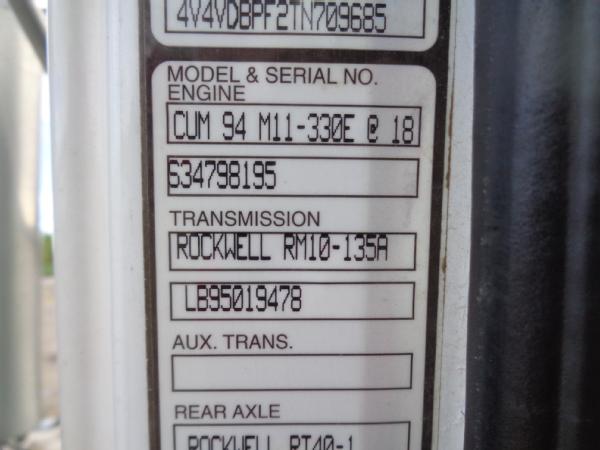 4V4VDBPF2TN709685
MODEL & SERIAL NO.
ENGINE
CUM 94 M11-330E @ 18
S34798195
TRANSMISSION
ROCKWELL RM10-135A
LB95019478
AUX. TRANS.
REAR AXLE
ROCKWELL RT40-1